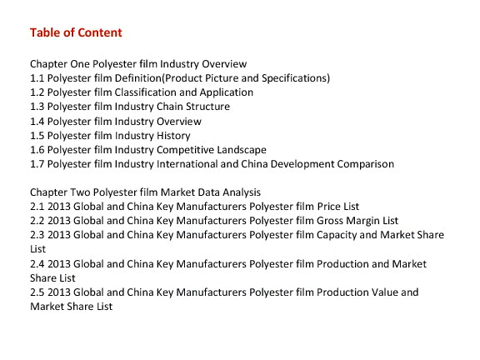 Table of Content
Chapter One Polyester film Industry Overview
1.1 Polyester film Definition(Product Picture and Specifications)
1.2 Polyester film Classification and Application
1.3 Polyester film Industry Chain Structure
1.4 Polyester film Industry Overview
1.5 Polyester film Industry History
1.6 Polyester film Industry Competitive Landscape
1.7 Polyester film Industry International and China Development Comparison
Chapter Two Polyester film Market Data Analysis
2.1 2013 Global and China Key Manufacturers Polyester film Price List
2.2 2013 Global and China Key Manufacturers Polyester film Gross Margin List
2.3 2013 Global and China Key Manufacturers Polyester film Capacity and Market Share
List
2.4 2013 Global and China Key Manufacturers Polyester film Production and Market
Share List
2.5 2013 Global and China Key Manufacturers Polyester film Production Value and
Market Share List